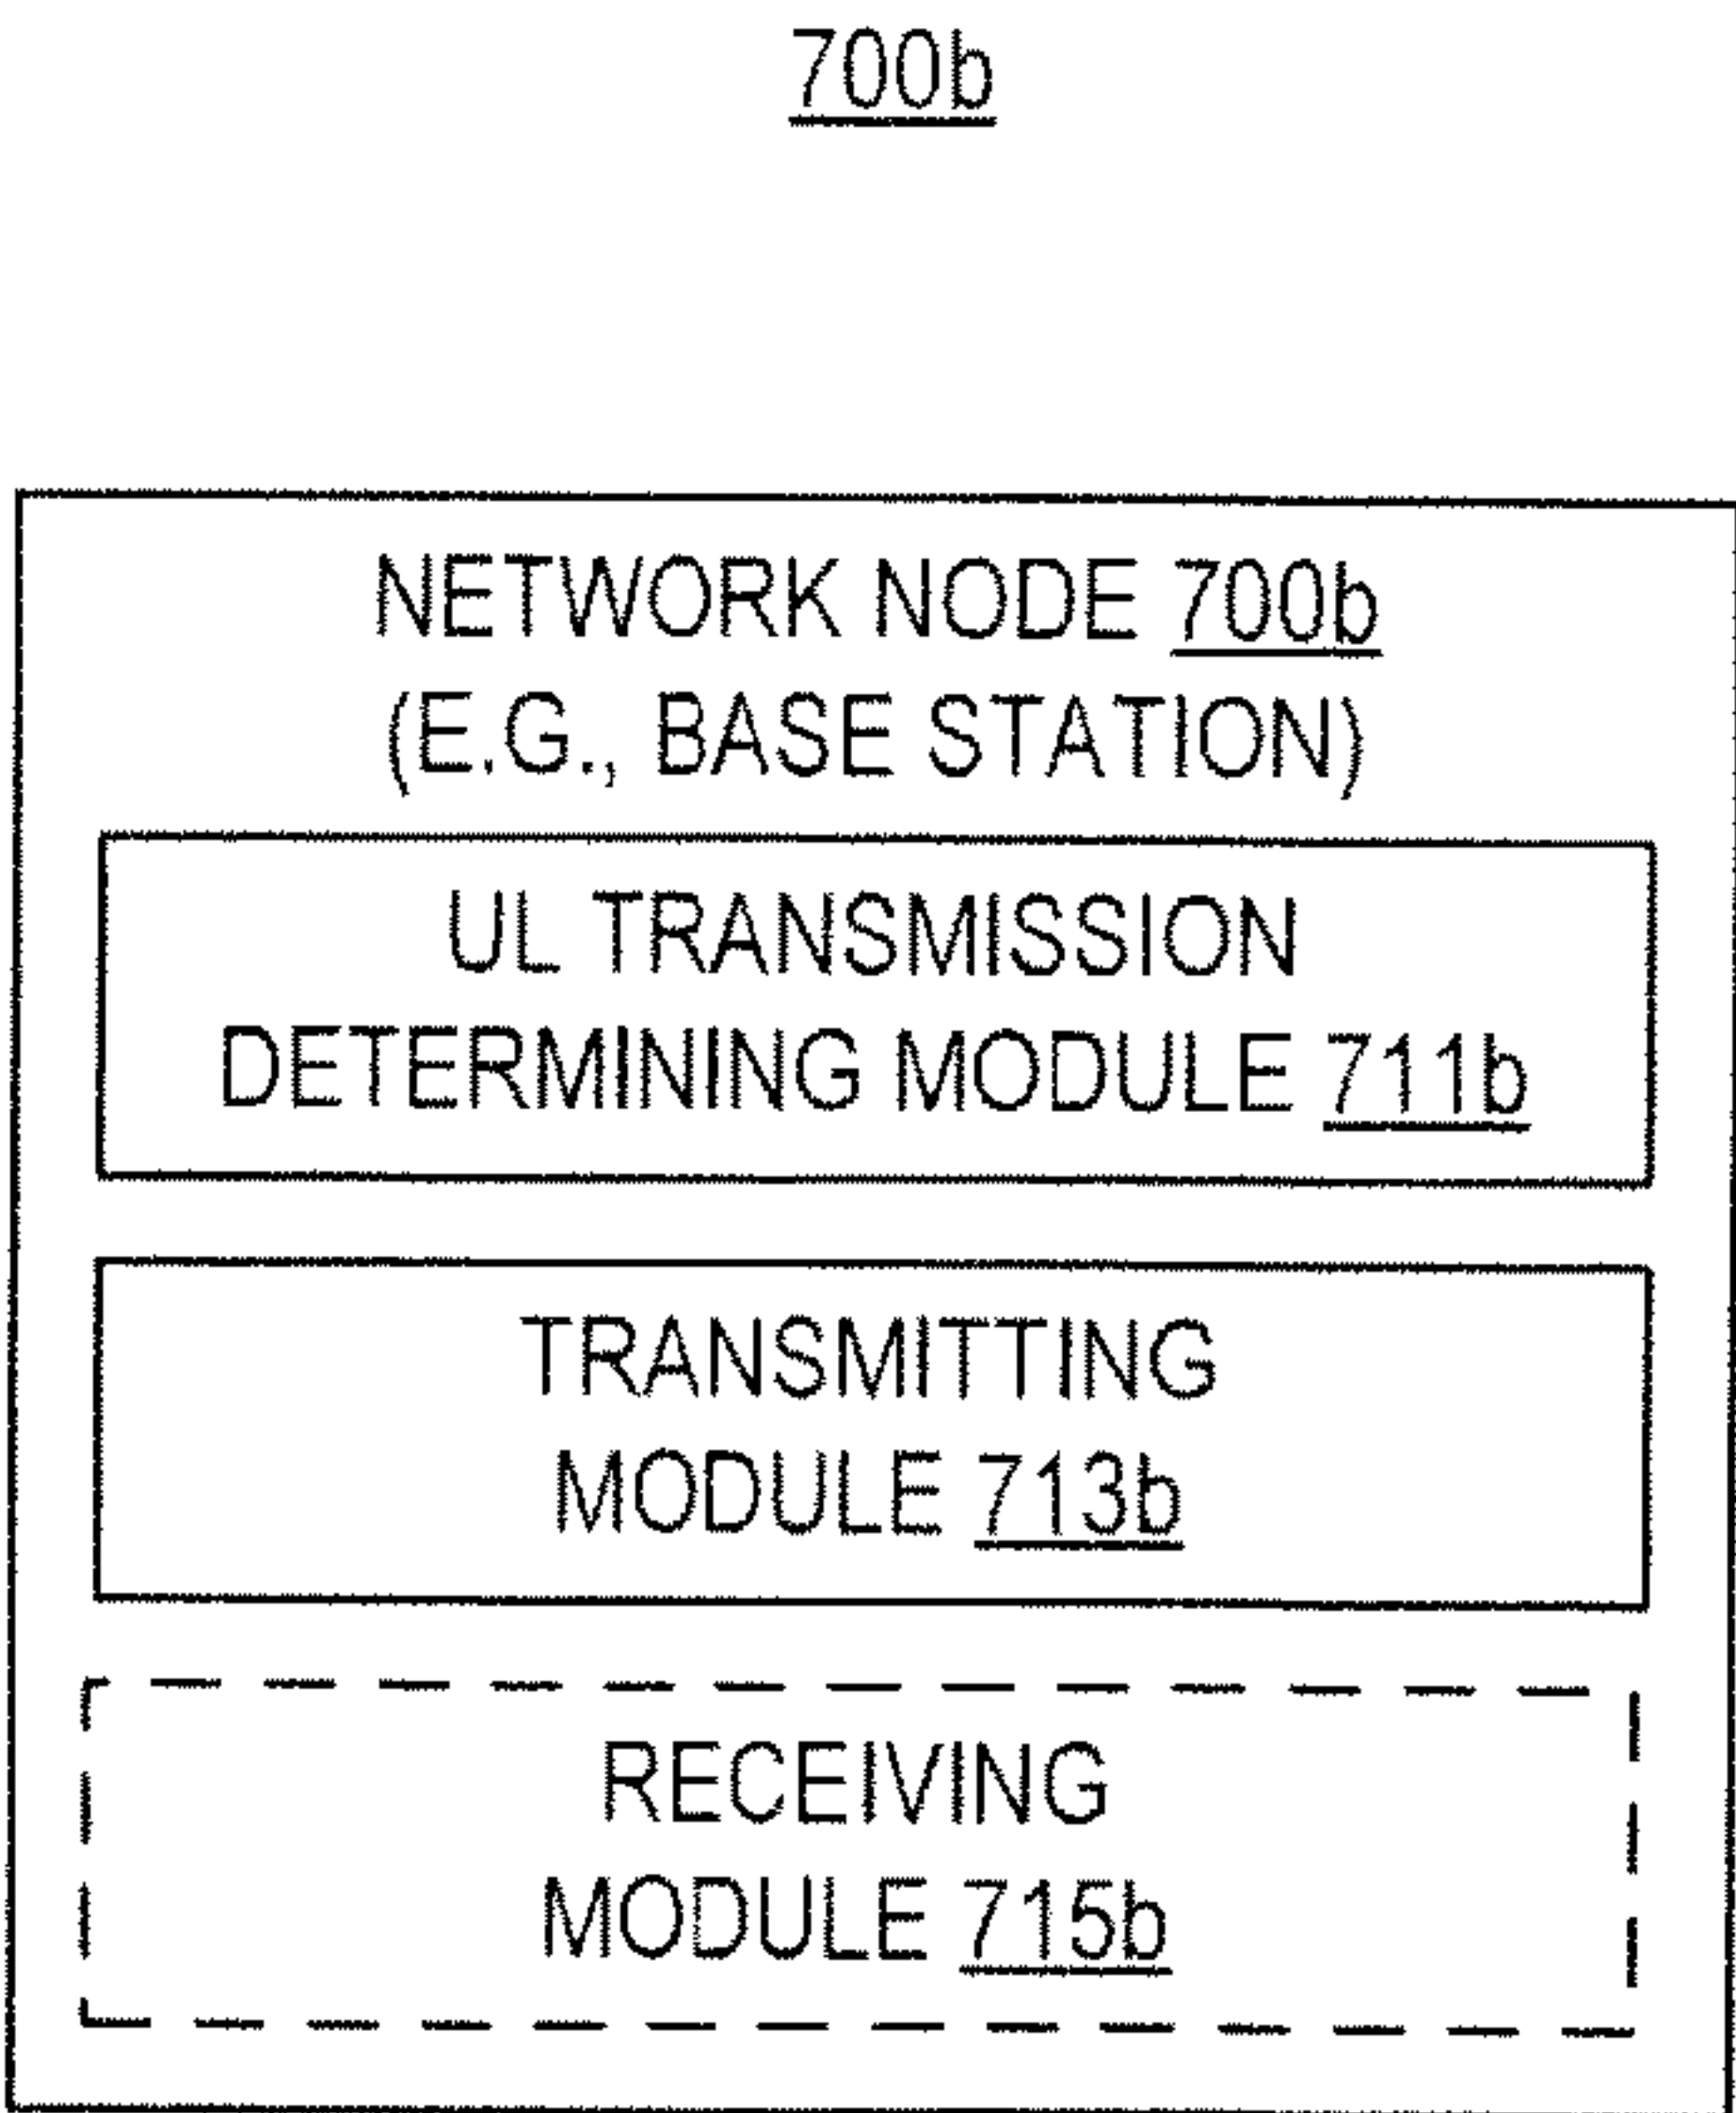 700b
NETWORK NODE 700b
(E.G., BASE STATION)
UL TRANSMISSION
DETERMINING MODULE 711b
TRANSMITTING
MODULE 713b
RECEIVING
MODULE 715b